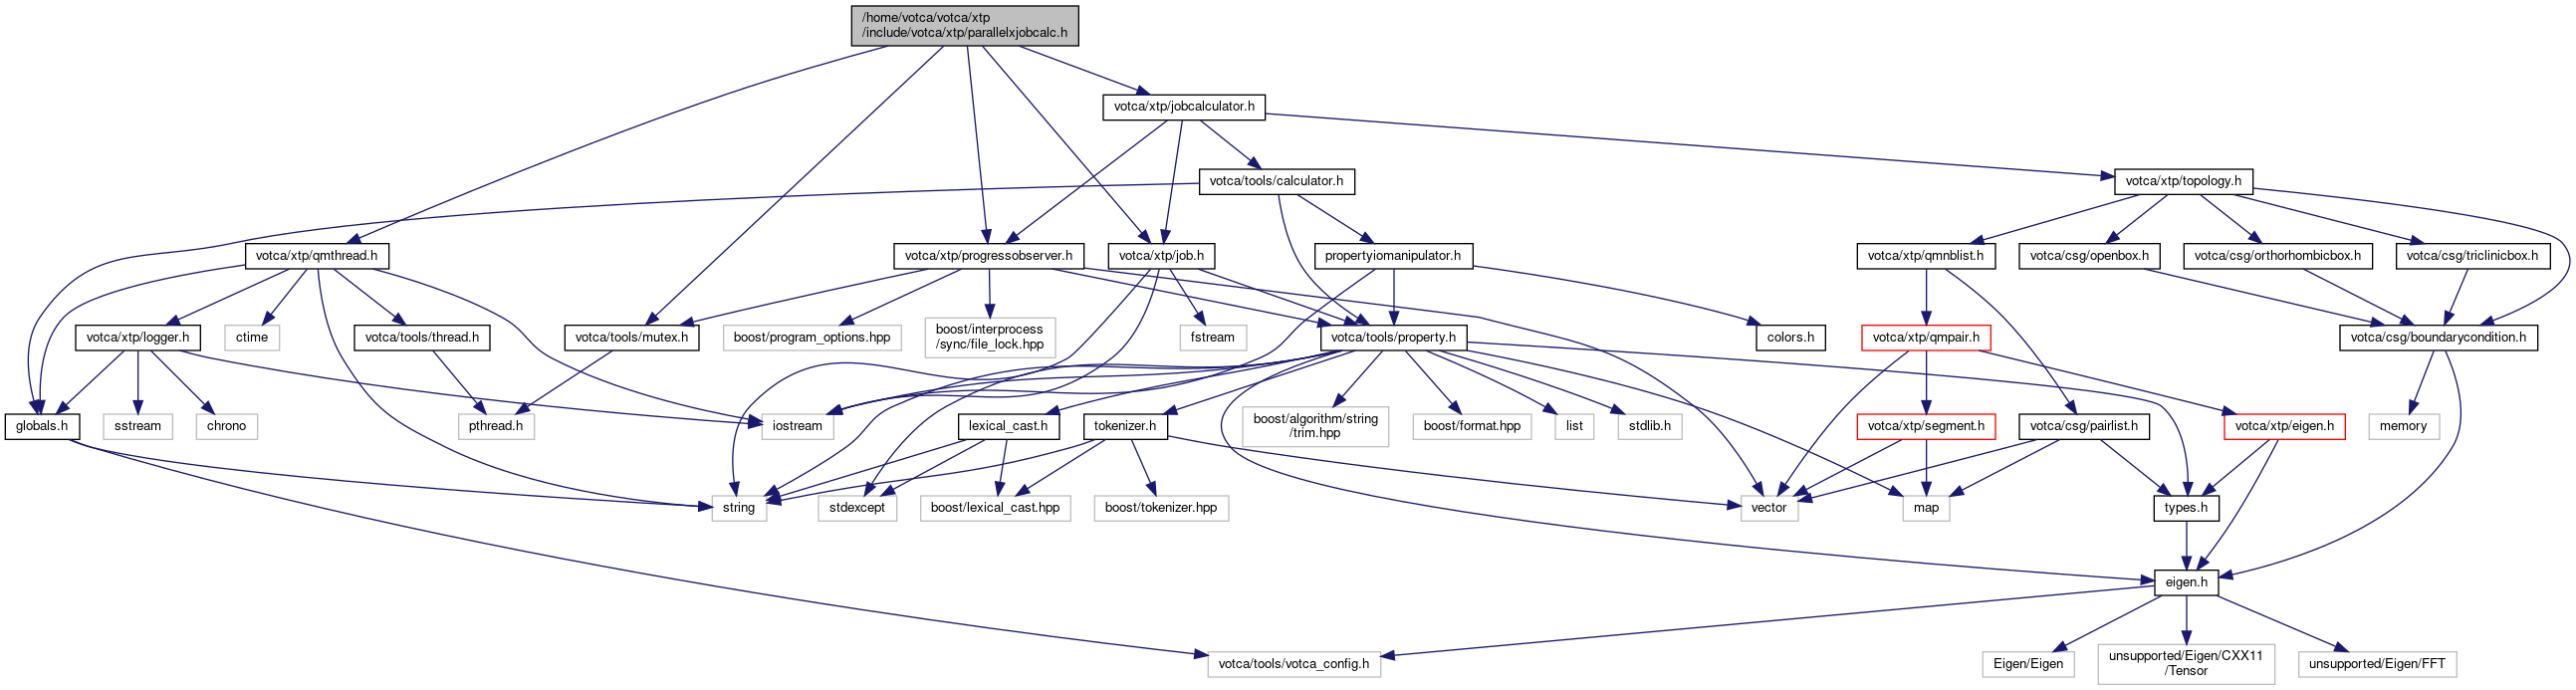 /home/votca/votca/xtp
/include/votca/xtp/parallelxjobcalc.h
votca/xtp/jobcalculator.h
votca/tools/calculator.h
votca/xtp/topology.h
votca/xtp/qmthread.h
votca/xtp/progressobserver.h
votca/xtp/job.h
propertyiomanipulator.h
votca/xtp/qmnblist.h
votca/csg/openbox.h
votca/csg/orthorhombicbox.h
votca/csg/triclinicbox.h
votca/xtp/logger.h
ctime
votca/tools/thread.h
votca/tools/mutex.h
boost/program_options.hpp
boost/interprocess
/sync/file_lock.hpp
fstream
votca/tools/property.h
colors.h
votca/xtp/qmpair.h
votca/csg/boundarycondition.h
globals.h
sstream
chrono
pthread.h
iostream
lexical_cast.h
tokenizer.h
boost/algorithm/string
/trim.hpp
boost/format.hpp
list
stdlib.h
votca/xtp/segment.h
votca/csg/pairlist.h
votca/xtp/eigen.h
memory
string
stdexcept
boost/lexical_cast.hpp
boost/tokenizer.hpp
vector
map
types.h
eigen.h
votca/tools/votca_config.h
Eigen/Eigen
unsupported/Eigen/CXX11
/Tensor
unsupported/Eigen/FFT